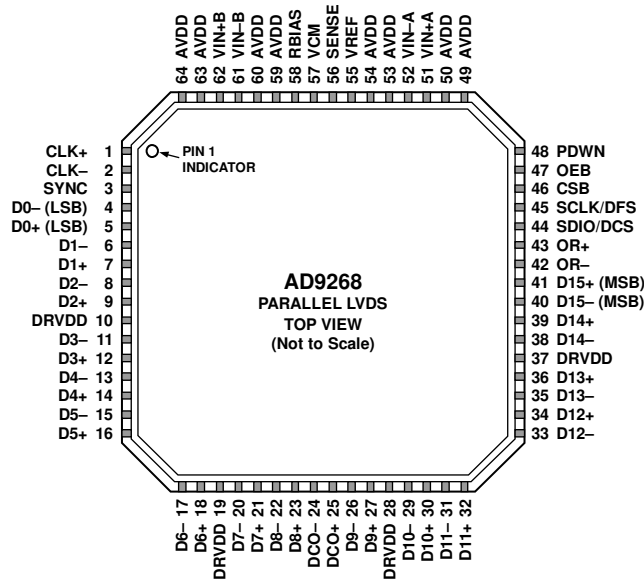 64 AVDD
63 AVDD
62 VIN+B
61 VIN–B
60 AVDD
59 AVDD
58 RBIAS
57 VCM
56 SENSE
55 VREF
54 AVDD
53 AVDD
52 VIN–A
51 VIN+A
50 AVDD
49 AVDD
CLK+ 1
CLK– 2
SYNC 3
D0– (LSB) 4
D0+ (LSB) 5
D1– 6
D1+ 7
D2– 8
D2+ 9
DRVDD 10
D3– 11
D3+ 12
D4– 13
D4+ 14
D5– 15
D5+ 16
PIN 1
INDICATOR
AD9268
PARALLEL LVDS
TOP VIEW
(Not to Scale)
48 PDWN
47 OEB
46 CSB
45 SCLK/DFS
44 SDIO/DCS
43 OR+
42 OR–
41 D15+ (MSB)
40 D15– (MSB)
39 D14+
38 D14–
37 DRVDD
36 D13+
35 D13–
34 D12+
33 D12–
D6– 17
D6+ 18
DRVDD 19
D7– 20
D7+ 21
D8– 22
D8+ 23
DCO– 24
DCO+ 25
D9– 26
D9+ 27
DRVDD 28
D10– 29
D10+ 30
D11– 31
D11+ 32